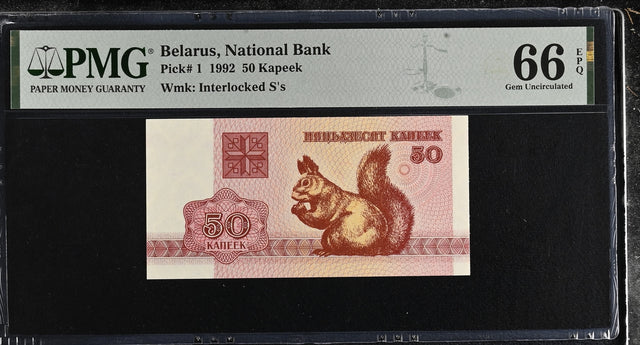 PMG®
PAPER MONEY GUARANTY
Belarus, National Bank
Pick# 1 1992 50 Kapeek
Wmk: Interlocked S's
66 EPQ
Gem Uncirculated
ПЯЦЬДЗЕСЯТ КАПЕЕК
50
50
КАПЕЕК